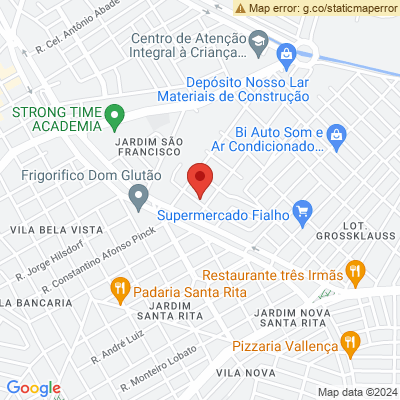 Map error: g.co/staticmaperror
R. Cel. Antônio Abade
Centro de Atenção
Integral à Criança...
Depósito Nosso Lar
Materiais de Construção
STRONG TIME
ACADEMIA
JARDIM SÃO
FRANCISCO
Bi Auto Som e
Ar Condicionado...
Frigorifico Dom Glutão
Supermercado Fialho
VILA BELA VISTA
LOT.
GROSSKLAUSS
R. Jorge Hilsdorf
R. Constantino Afonso Pinck
Restaurante três Irmãs
LA BANCARIA
Padaria Santa Rita
JARDIM
SANTA RITA
JARDIM NOVA
SANTA RITA
R. André Luiz
R. Monteiro Lobato
Pizzaria Vallença
VILA NOVA
Google
Map data ©2024